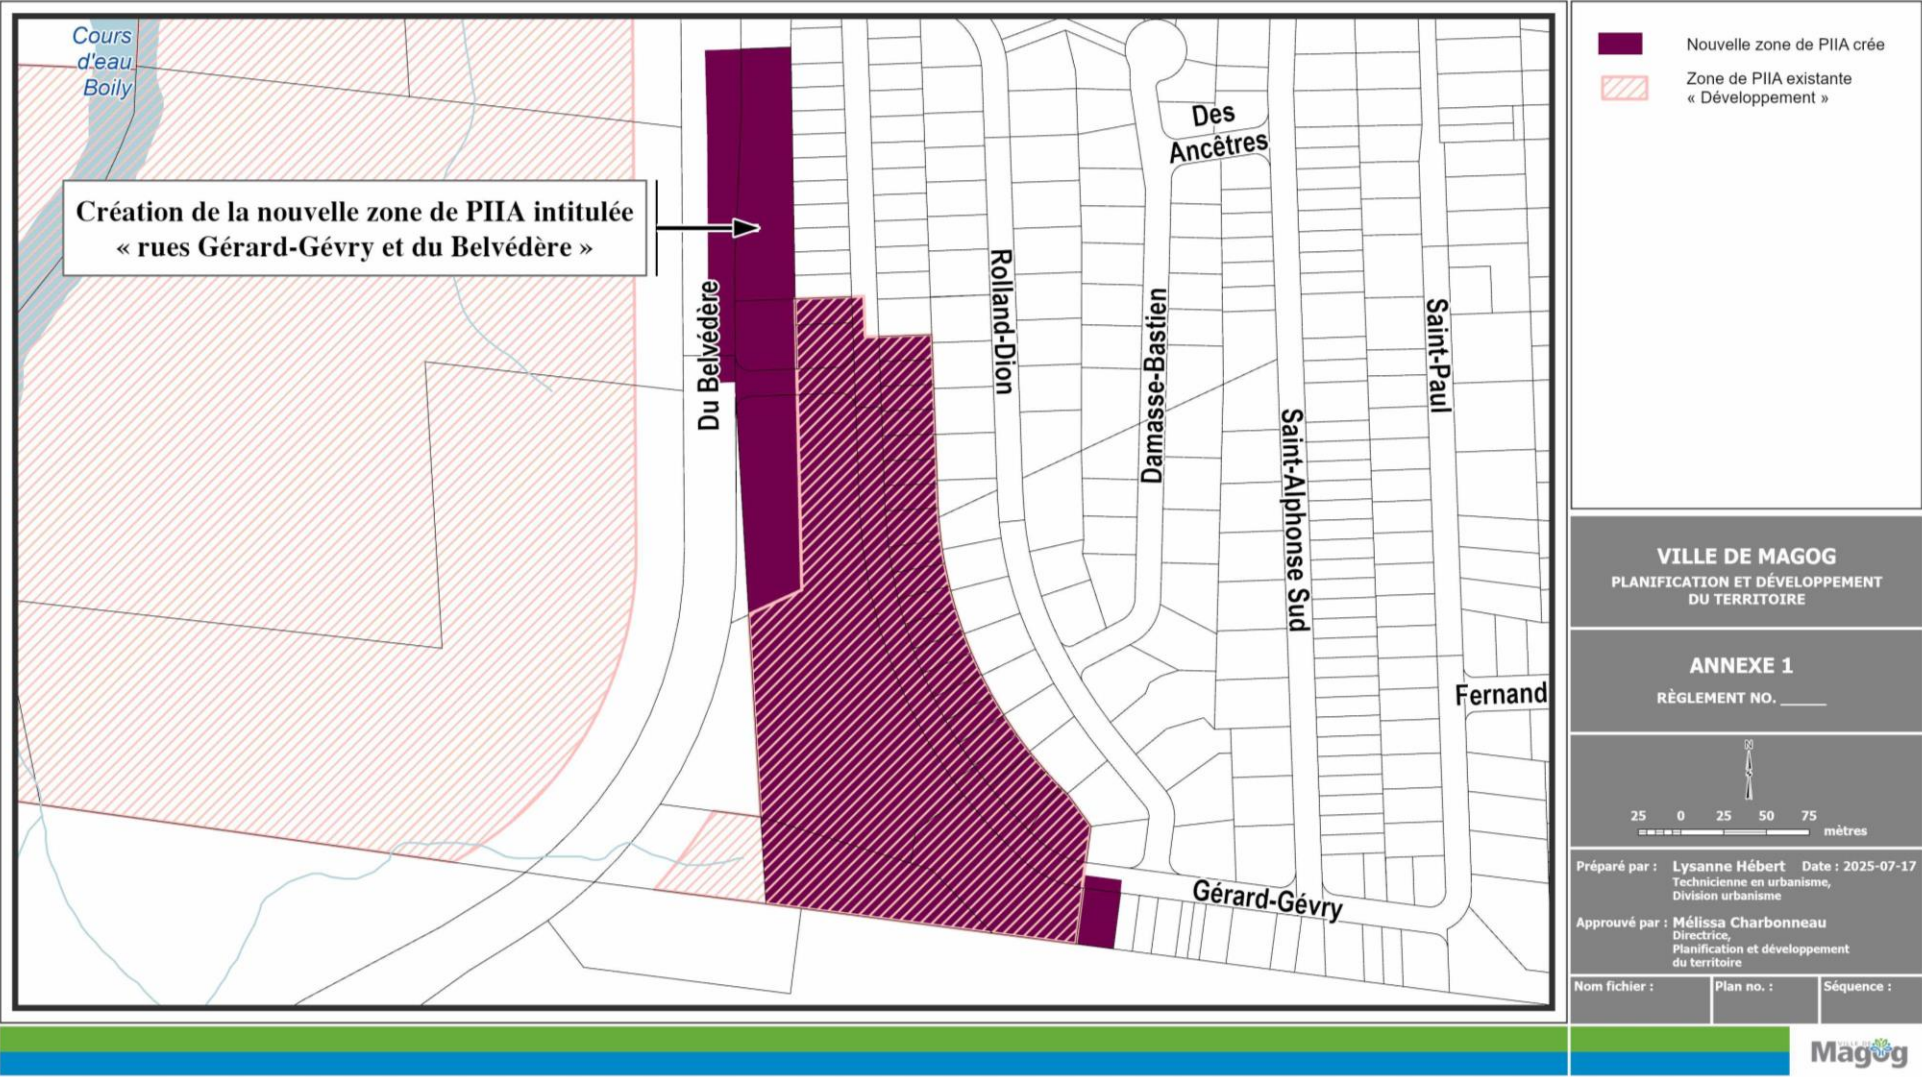 Cours
d'eau
Boily
Création de la nouvelle zone de PIIA intitulée
« rues Gérard-Gévry et du Belvédère »
Du Belvédère
Rolland-Dion
Damasse-Bastien
Des
Ancêtres
Saint-Alphonse Sud
Saint-Paul
Fernand
Gérard-Gévry
Nouvelle zone de PIIA crée
Zone de PIIA existante
« Développement »
VILLE DE MAGOG
PLANIFICATION ET DÉVELOPPEMENT
DU TERRITOIRE
ANNEXE 1
RÈGLEMENT NO. _____
N
S
25 0 25 50 75
mètres
Préparé par : Lysanne Hébert Date : 2025-07-17
Technicienne en urbanisme,
Division urbanisme
Approuvé par : Mélissa Charbonneau
Directrice,
Planification et développement
du territoire
Nom fichier : Plan no. : Séquence :
VILLE DE
Magog